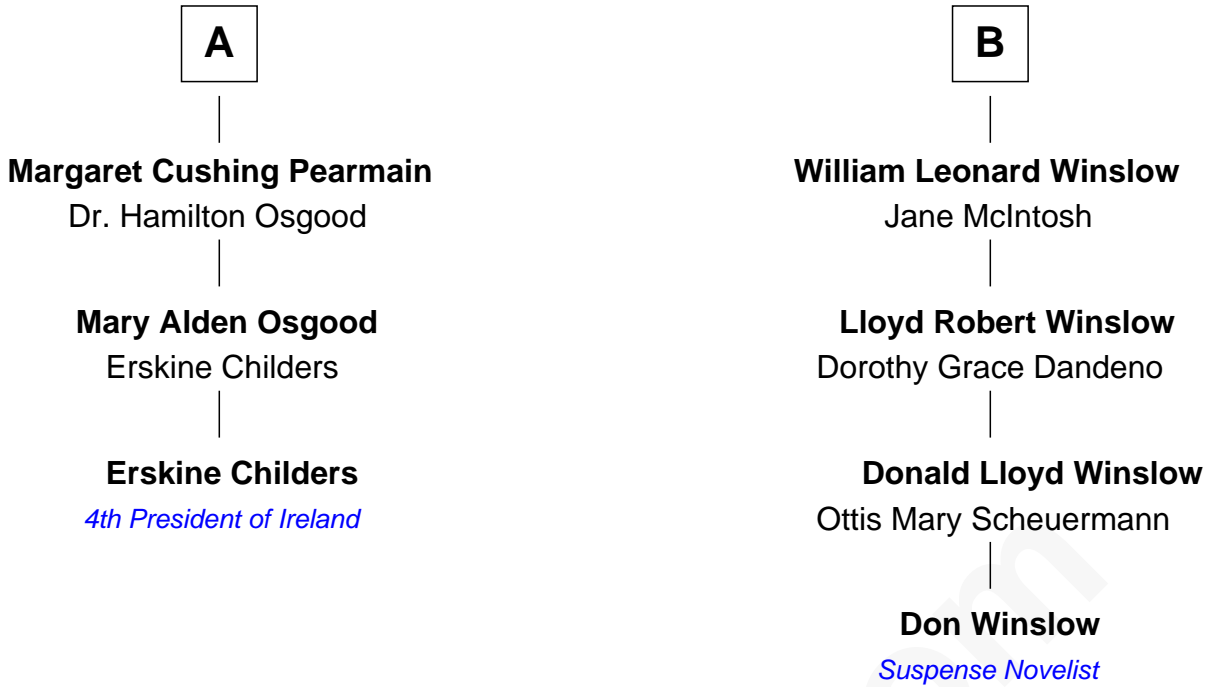 A
Margaret Cushing Pearmain
Dr. Hamilton Osgood
Mary Alden Osgood
Erskine Childers
Erskine Childers
4th President of Ireland
B
William Leonard Winslow
Jane McIntosh
Lloyd Robert Winslow
Dorothy Grace Dandeno
Donald Lloyd Winslow
Ottis Mary Scheuermann
Don Winslow
Suspense Novelist